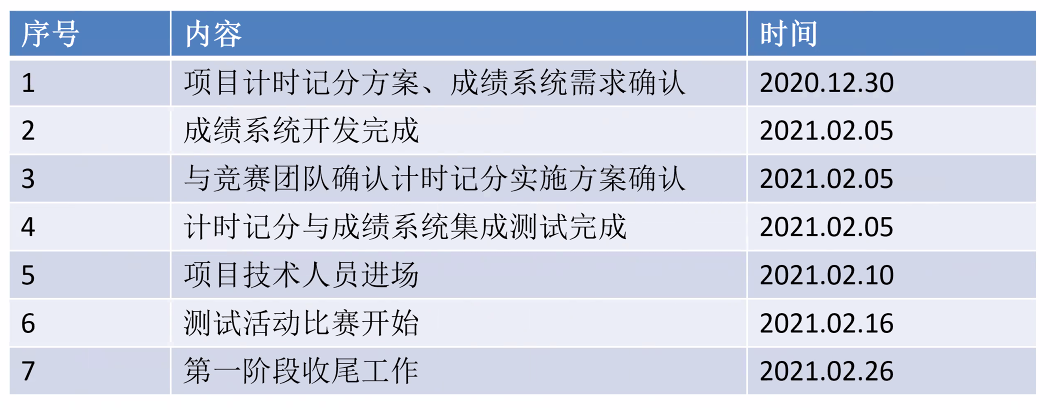 序号 内容 时间
1 项目计时记分方案、成绩系统需求确认 2020.12.30
2 成绩系统开发完成 2021.02.05
3 与竞赛团队确认计时记分实施方案确认 2021.02.05
4 计时记分与成绩系统集成测试完成 2021.02.05
5 项目技术人员进场 2021.02.10
6 测试活动比赛开始 2021.02.16
7 第一阶段收尾工作 2021.02.26